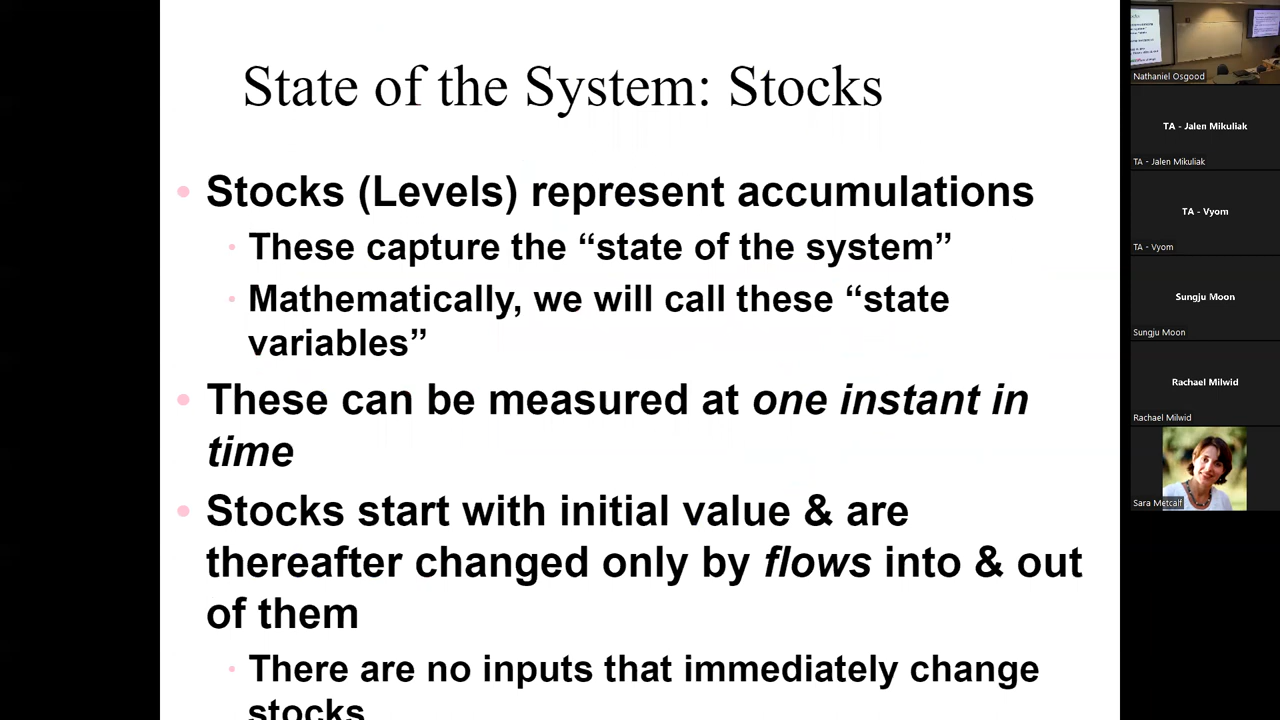 State of the System: Stocks
• Stocks (Levels) represent accumulations
• These capture the “state of the system”
• Mathematically, we will call these “state
variables”
• These can be measured at one instant in
time
• Stocks start with initial value & are
thereafter changed only by flows into & out
of them
• There are no inputs that immediately change
stocks
Nathaniel Osgood
TA - Jalen Mikuliak
TA - Jalen Mikuliak
TA - Vyom
TA - Vyom
Sungju Moon
Sungju Moon
Rachael Milwid
Rachael Milwid
Sara Metcalf